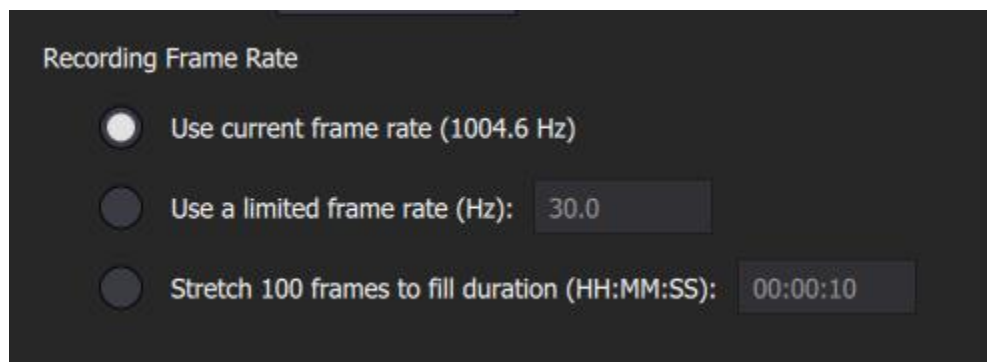 Recording Frame Rate
Use current frame rate (1004.6 Hz)
Use a limited frame rate (Hz): 30.0
Stretch 100 frames to fill duration (HH:MM:SS): 00:00:10